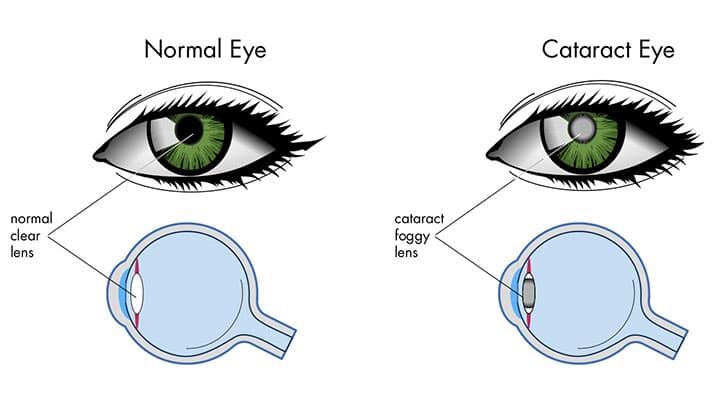 Normal Eye
Cataract Eye
normal
clear
lens
cataract
foggy
lens